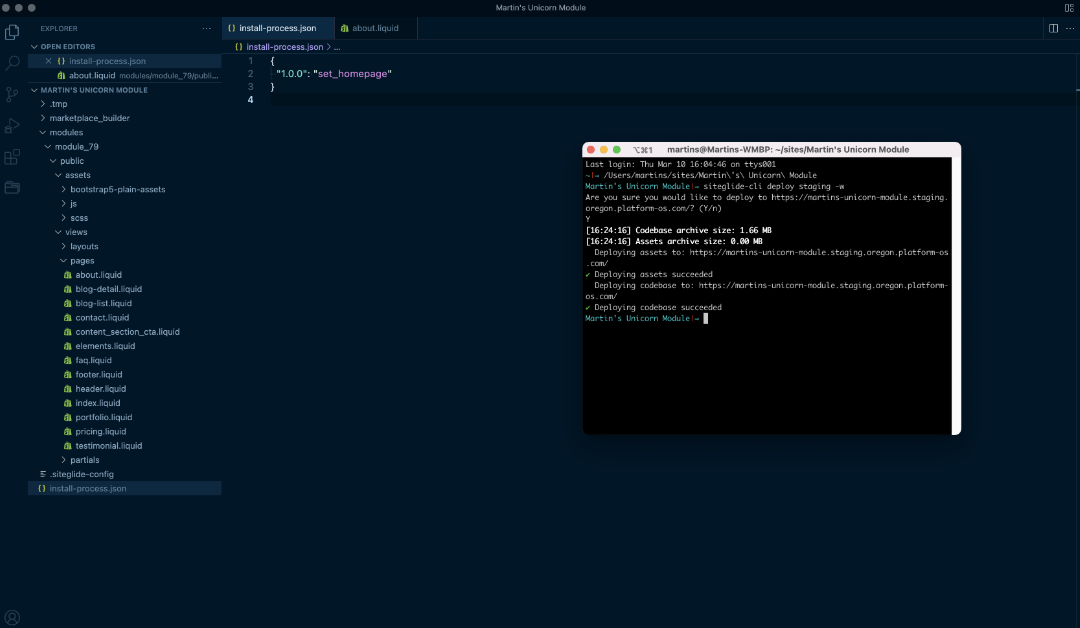 Martin's Unicorn Module
EXPLORER
OPEN EDITORS
install-process.json
about.liquid modules/module_79/publi...
MARTIN'S UNICORN MODULE
.tmp
marketplace_builder
modules
module_79
public
assets
bootstrap5-plain-assets
js
scss
views
layouts
pages
about.liquid
blog-detail.liquid
blog-list.liquid
contact.liquid
content_section_cta.liquid
elements.liquid
faq.liquid
footer.liquid
header.liquid
index.liquid
portfolio.liquid
pricing.liquid
testimonial.liquid
partials
.siteglide-config
{} install-process.json
{} install-process.json about.liquid
{} install-process.json > ...
1 {
2 "1.0.0": "set_homepage"
3 }
4
⌥⌘1 martins@Martins-WMBP: ~/sites/Martin's Unicorn Module
Last login: Thu Mar 10 16:04:46 on ttys001
~|→ /Users/martins/sites/Martin\'s\ Unicorn\ Module
Martin's Unicorn Module|→ siteglide-cli deploy staging -w
Are you sure you would like to deploy to https://martins-unicorn-module.staging.
oregon.platform-os.com/? (Y/n)
Y
[16:24:16] Codebase archive size: 1.66 MB
[16:24:16] Assets archive size: 0.00 MB
Deploying assets to: https://martins-unicorn-module.staging.oregon.platform-os
.com/
✔ Deploying assets succeeded
Deploying codebase to: https://martins-unicorn-module.staging.oregon.platform-
os.com/
✔ Deploying codebase succeeded
Martin's Unicorn Module|→